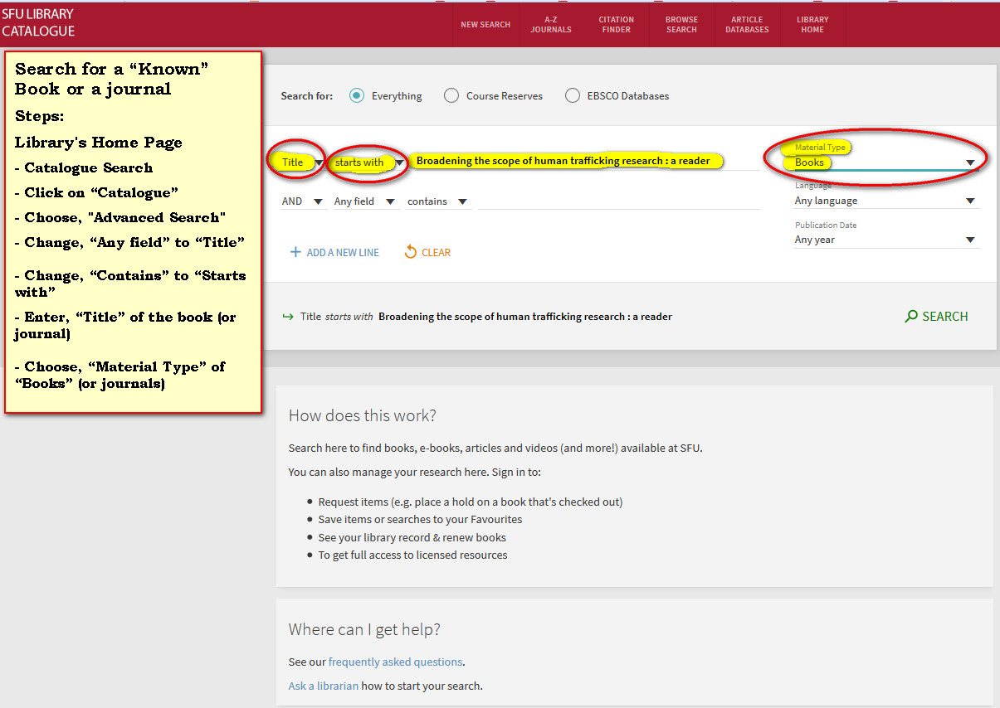 SFU LIBRARY
CATALOGUE
NEW SEARCH
A-Z
JOURNALS
CITATION
FINDER
BROWSE
SEARCH
ARTICLE
DATABASES
LIBRARY
HOME
Search for a “Known”
Book or a journal
Steps:
Library's Home Page
- Catalogue Search
- Click on “Catalogue”
- Choose, "Advanced Search"
- Change, “Any field” to “Title”
- Change, “Contains” to “Starts
with”
- Enter, “Title” of the book (or
journal)
- Choose, “Material Type” of
“Books” (or journals)
Search for: Everything Course Reserves EBSCO Databases
Title starts with Broadening the scope of human trafficking research : a reader
AND Any field contains
Material Type
Books
Language
Any language
Publication Date
Any year
+ ADD A NEW LINE CLEAR
Title starts with Broadening the scope of human trafficking research : a reader
SEARCH
How does this work?
Search here to find books, e-books, articles and videos (and more!) available at SFU.
You can also manage your research here. Sign in to:
• Request items (e.g. place a hold on a book that's checked out)
• Save items or searches to your Favourites
• See your library record & renew books
• To get full access to licensed resources
Where can I get help?
See our frequently asked questions.
Ask a librarian how to start your search.